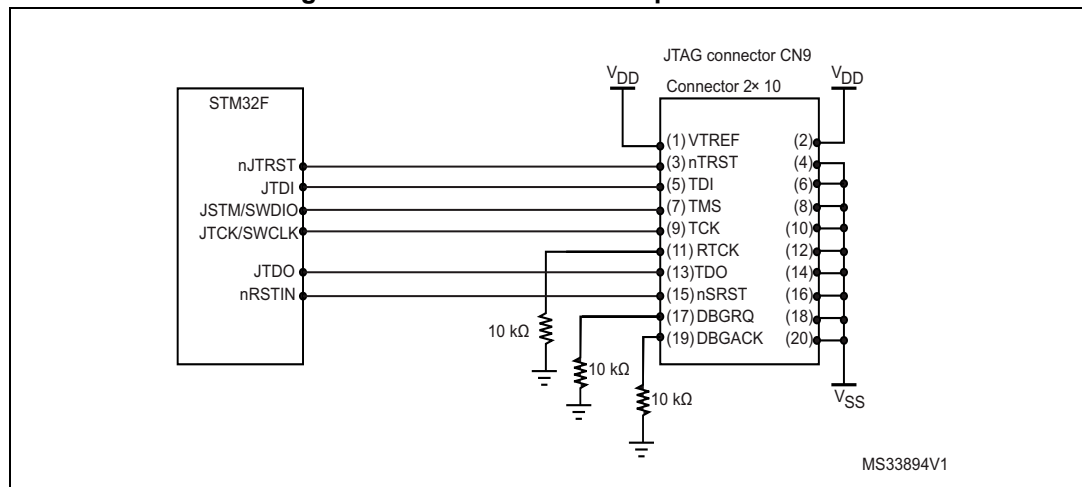 JTAG connector CN9
VDD
Connector 2× 10
VDD
STM32F
(1) VTREF (2)
nJTRST (3) nTRST (4)
JTDI (5) TDI (6)
JSTM/SWDIO (7) TMS (8)
JTCK/SWCLK (9) TCK (10)
(11) RTCK (12)
JTDO (13)TDO (14)
nRSTIN (15) nSRST (16)
(17) DBGRQ (18)
10 kΩ (19) DBGACK (20)
10 kΩ
10 kΩ
VSS
MS33894V1